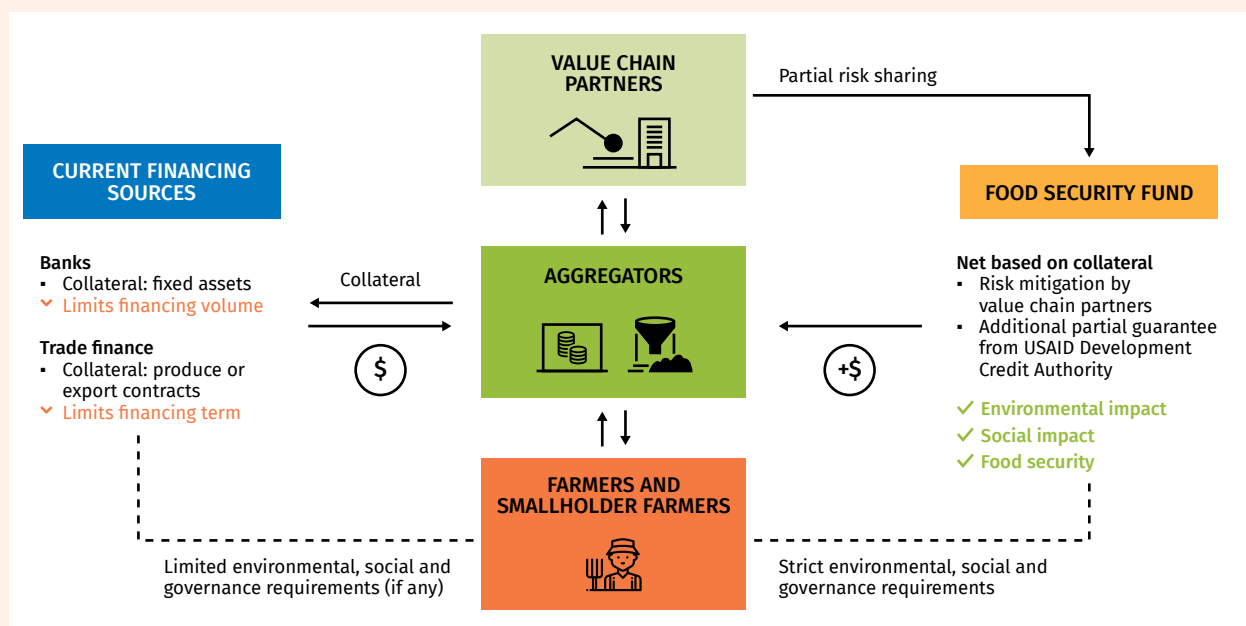 VALUE CHAIN
PARTNERS
Partial risk sharing
CURRENT FINANCING
SOURCES
FOOD SECURITY FUND
Banks
▪ Collateral: fixed assets
Limits financing volume
Trade finance
▪ Collateral: produce or
export contracts
Limits financing term
Collateral
$
AGGREGATORS
+$
Net based on collateral
▪ Risk mitigation by
value chain partners
▪ Additional partial guarantee
from USAID Development
Credit Authority
✓ Environmental impact
✓ Social impact
✓ Food security
FARMERS AND
SMALLHOLDER FARMERS
Limited environmental, social and
governance requirements (if any)
Strict environmental, social and
governance requirements